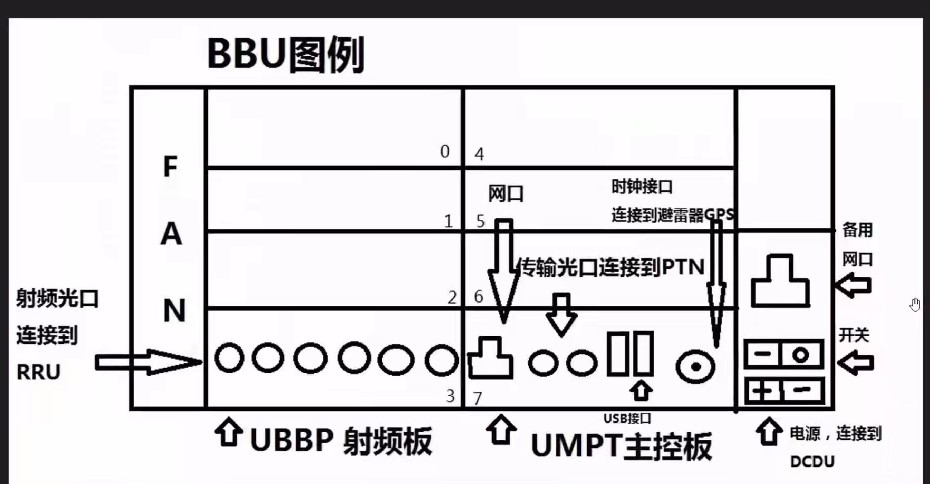 BBU图例
F
A
N
0
4
1
5
2
6
3
7
网口
时钟接口
连接到避雷器GPS
传输光口连接到PTN
备用
网口
射频光口
连接到
RRU
开关
USB接口
UBBP 射频板
UMPT主控板
电源，连接到
DCDU